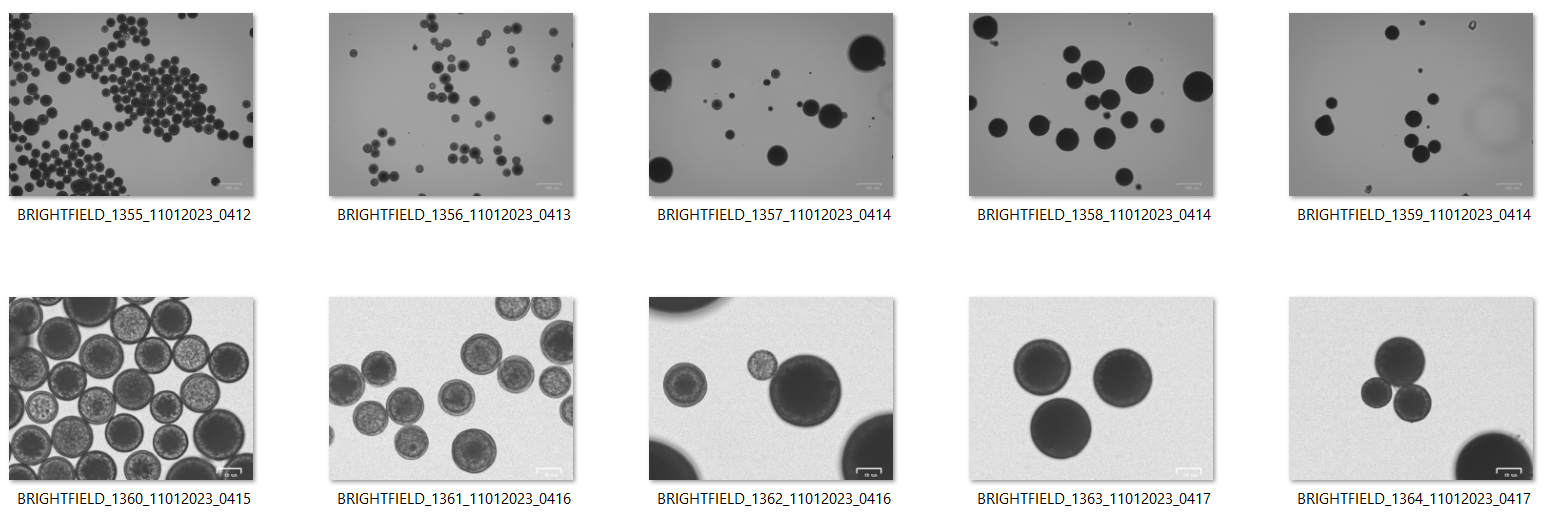 BRIGHTFIELD_1355_11012023_0412
BRIGHTFIELD_1356_11012023_0413
BRIGHTFIELD_1357_11012023_0414
BRIGHTFIELD_1358_11012023_0414
BRIGHTFIELD_1359_11012023_0414
BRIGHTFIELD_1360_11012023_0415
BRIGHTFIELD_1361_11012023_0416
BRIGHTFIELD_1362_11012023_0416
BRIGHTFIELD_1363_11012023_0417
BRIGHTFIELD_1364_11012023_0417